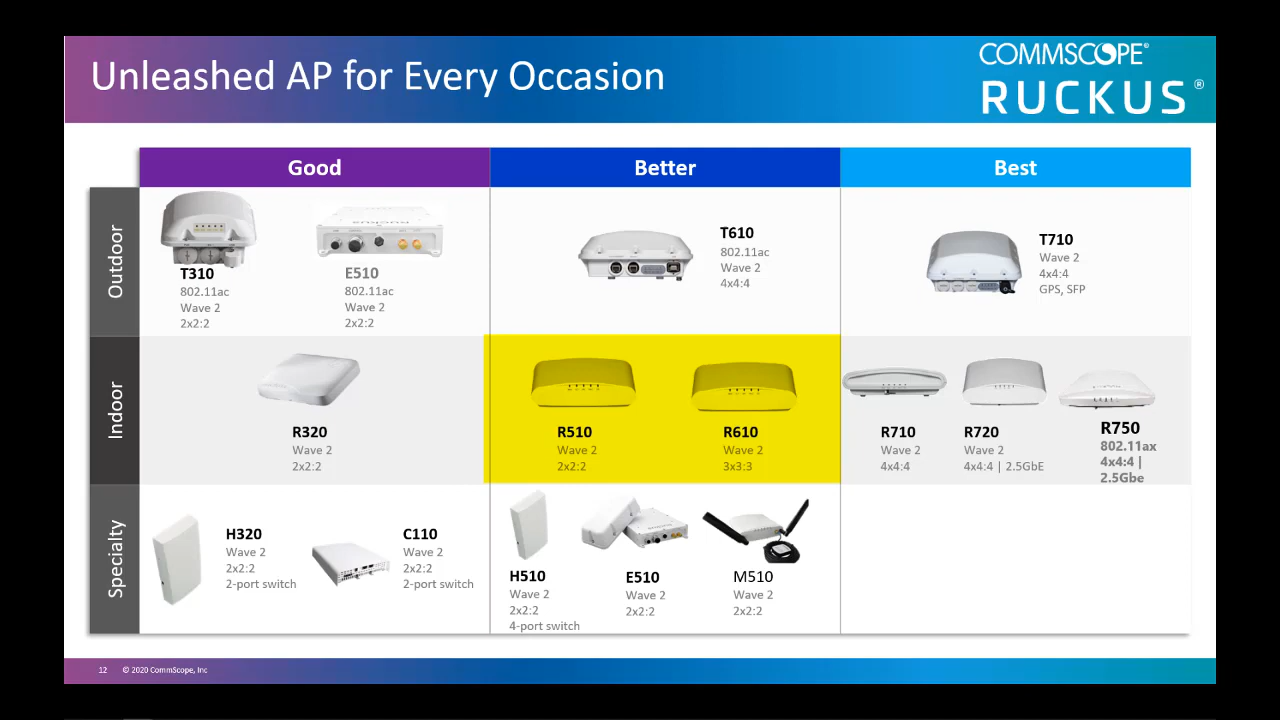 Unleashed AP for Every Occasion
COMMSCOPE®
RUCKUS®
Good
Better
Best
Outdoor
T310
802.11ac
Wave 2
2x2:2
E510
802.11ac
Wave 2
2x2:2
T610
802.11ac
Wave 2
4x4:4
T710
Wave 2
4x4:4
GPS, SFP
Indoor
R320
Wave 2
2x2:2
R510
Wave 2
2x2:2
R610
Wave 2
3x3:3
R710
Wave 2
4x4:4
R720
Wave 2
4x4:4 | 2.5GbE
R750
802.11ax
4x4:4 |
2.5Gbe
Specialty
H320
Wave 2
2x2:2
2-port switch
C110
Wave 2
2x2:2
2-port switch
H510
Wave 2
2x2:2
4-port switch
E510
Wave 2
2x2:2
M510
Wave 2
2x2:2
12
© 2020 CommScope, Inc